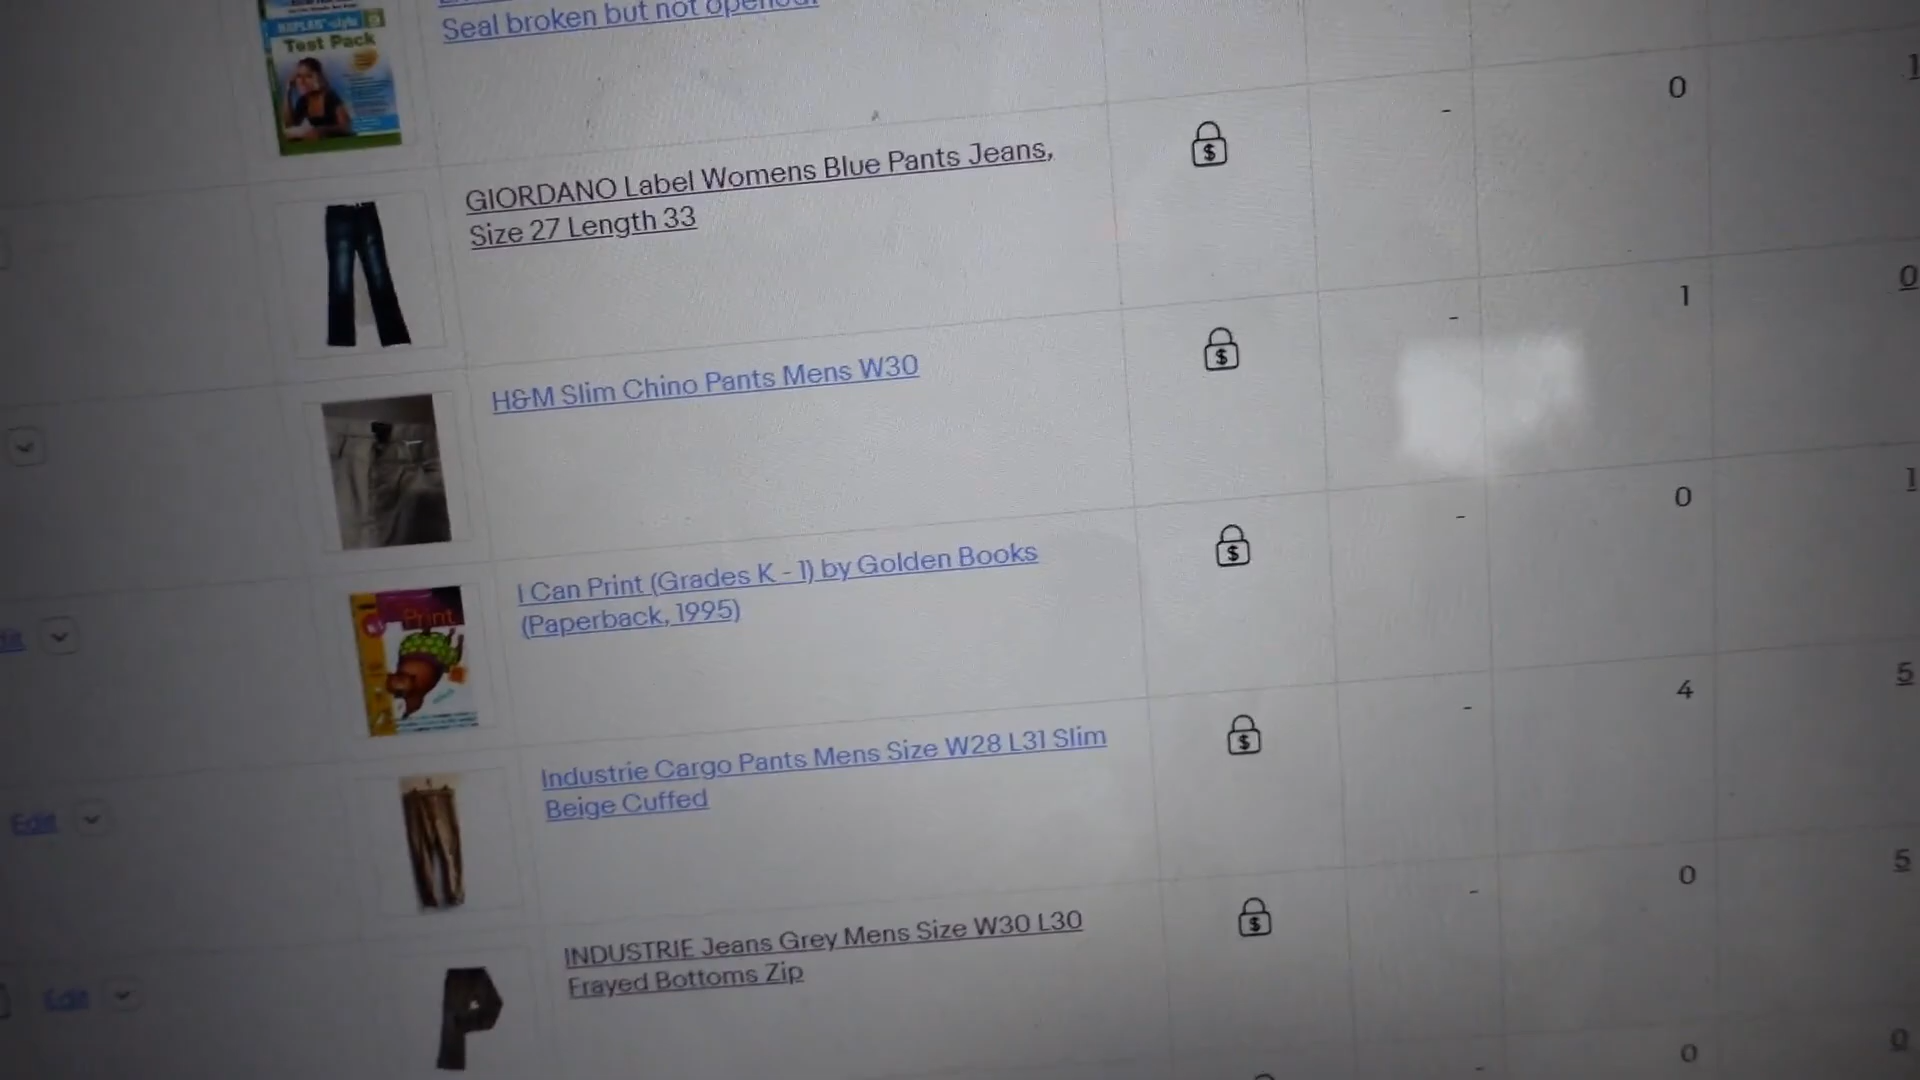 Seal broken but not opened.
NAPLAN*-style
Test Pack
0
1
GIORDANO Label Womens Blue Pants Jeans,
Size 27 Length 33
$
-
1
0
H&M Slim Chino Pants Mens W30
$
-
0
1
I Can Print (Grades K - 1) by Golden Books
(Paperback, 1995)
Print
$
-
4
5
Industrie Cargo Pants Mens Size W28 L31 Slim
Beige Cuffed
Edit
$
-
0
5
INDUSTRIE Jeans Grey Mens Size W30 L30
Frayed Bottoms Zip
Edit
$
-
0
0